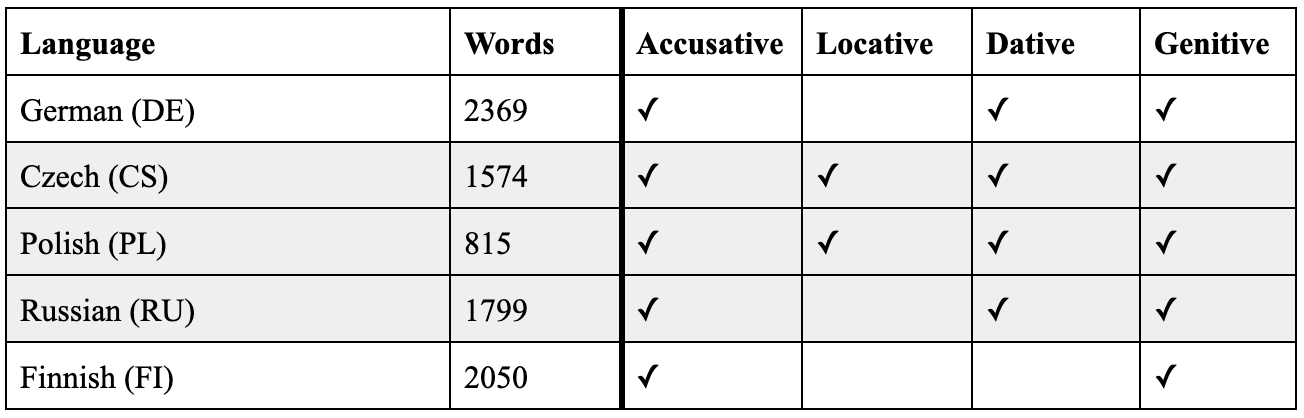 Language Words Accusative Locative Dative Genitive
German (DE) 2369 ✓ ✓ ✓
Czech (CS) 1574 ✓ ✓ ✓ ✓
Polish (PL) 815 ✓ ✓ ✓ ✓
Russian (RU) 1799 ✓ ✓ ✓
Finnish (FI) 2050 ✓ ✓